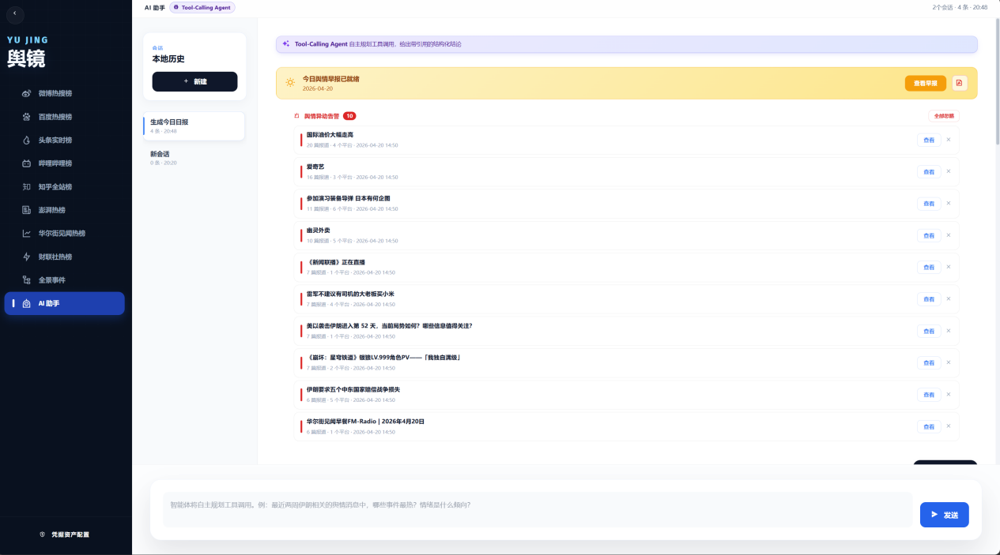 YU JING
舆镜
微博热搜榜
百度热搜榜
头条实时榜
哔哩哔哩榜
知乎全站榜
澎湃热榜
华尔街见闻热榜
财联社热榜
全景事件
AI 助手
凭据资产配置
AI 助手 Tool-Calling Agent
2个会话 · 4 条 · 20:48
会话
本地历史
+ 新建
生成今日日报
4 条 · 20:48
新会话
0 条 · 20:20
Tool-Calling Agent 自主规划工具调用，给出带引用的结构化结论
今日舆情早报已就绪
2026-04-20
查看早报
舆情异动告警 10
全部忽略
国际油价大幅走高
20 篇报道 · 4 个平台 · 2026-04-20 14:50
查看
爱奇艺
16 篇报道 · 3 个平台 · 2026-04-20 14:50
查看
参加演习装备导弹 日本有何企图
11 篇报道 · 6 个平台 · 2026-04-20 14:50
查看
幽灵外卖
10 篇报道 · 5 个平台 · 2026-04-20 14:50
查看
《新闻联播》正在直播
7 篇报道 · 1 个平台 · 2026-04-20 14:50
查看
雷军不建议有司机的大老板买小米
7 篇报道 · 4 个平台 · 2026-04-20 14:50
查看
美以袭击伊朗进入第 52 天，当前局势如何？哪些信息值得关注？
7 篇报道 · 1 个平台 · 2026-04-20 14:50
查看
《崩坏：星穹铁道》银狼LV.999角色PV——「我独自满级」
7 篇报道 · 2 个平台 · 2026-04-20 14:50
查看
伊朗要求五个中东国家赔偿战争损失
6 篇报道 · 5 个平台 · 2026-04-20 14:50
查看
华尔街见闻早餐FM-Radio | 2026年4月20日
6 篇报道 · 1 个平台 · 2026-04-20 14:50
查看
智能体将自主规划工具调用。例：最近两周伊朗相关的舆情消息中，哪些事件最热？情绪是什么倾向？
发送